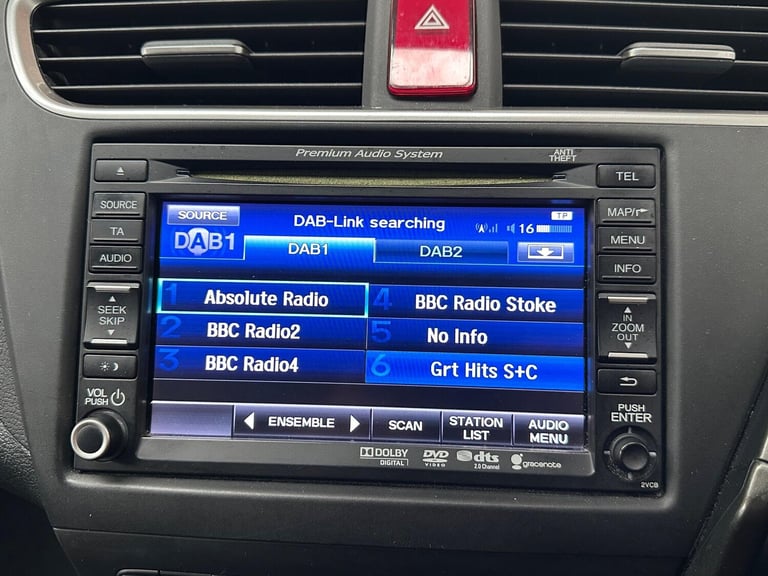 Premium Audio System
ANTI THEFT
TEL
SOURCE
TA
AUDIO
SEEK
SKIP
VOL
PUSH
SOURCE
DAB-Link searching
TP
16
DAB1
DAB1
DAB2
1 Absolute Radio
4 BBC Radio Stoke
2 BBC Radio2
5 No Info
3 BBC Radio4
6 Grt Hits S+C
ENSEMBLE
SCAN
STATION LIST
AUDIO MENU
DOLBY
DIGITAL
DVD
VIDEO
dts
2.0 Channel
gracenote
MAP/
MENU
INFO
IN
ZOOM
OUT
PUSH
ENTER
2VCB